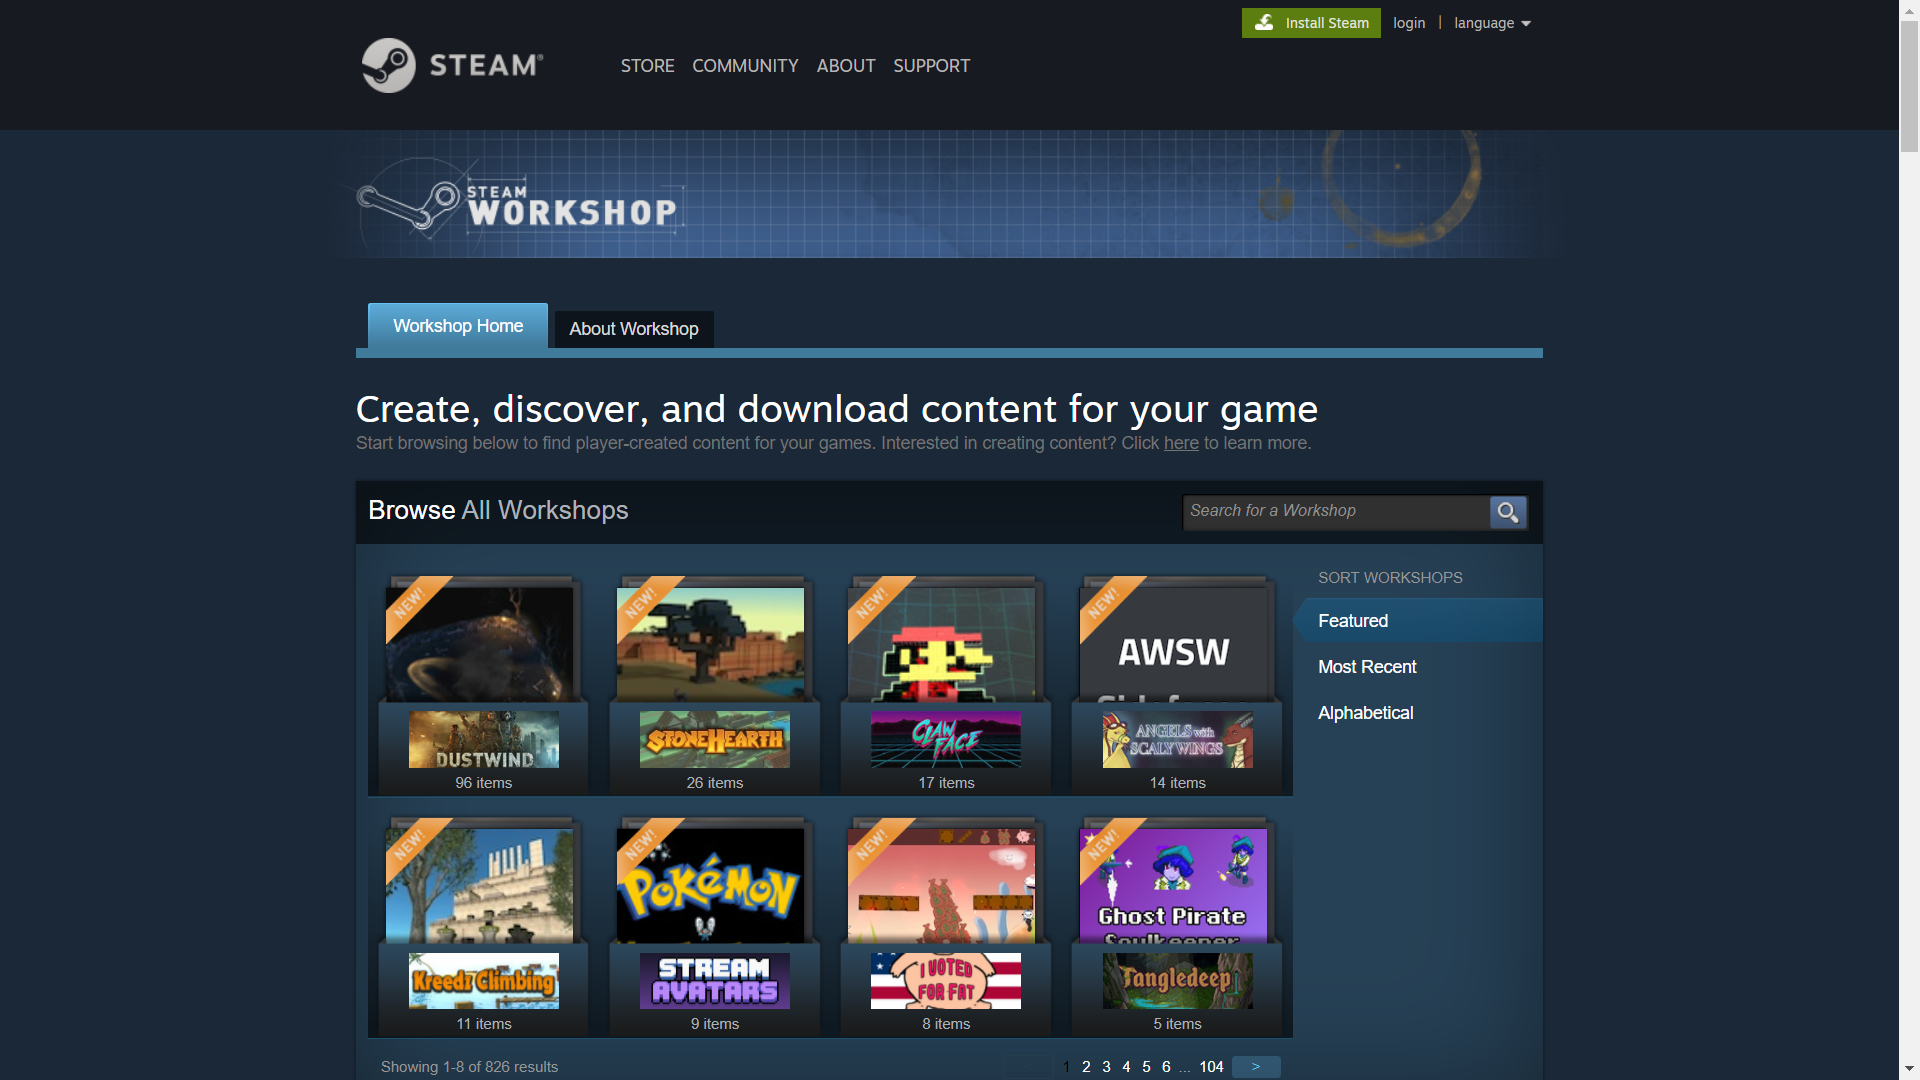 Install Steam login | language
STEAM®
STORE COMMUNITY ABOUT SUPPORT
STEAM
WORKSHOP
Workshop Home
About Workshop
Create, discover, and download content for your game
Start browsing below to find player-created content for your games. Interested in creating content? Click here to learn more.
Browse All Workshops
Search for a Workshop
SORT WORKSHOPS
Featured
Most Recent
Alphabetical
NEW!
NEW!
NEW!
NEW!
AWSW
DUSTWIND
STONEHEARTH
CLAW FACE
ANGELS with
SCALY WINGS
96 items
26 items
17 items
14 items
NEW!
NEW!
NEW!
NEW!
POKéMON
Ghost Pirate
Soulkeeper
Kreedz Climbing
STREAM
AVATARS
I VOTED
FOR FAT
Tangledeep
11 items
9 items
8 items
5 items
Showing 1-8 of 826 results
1 2 3 4 5 6 ... 104 >